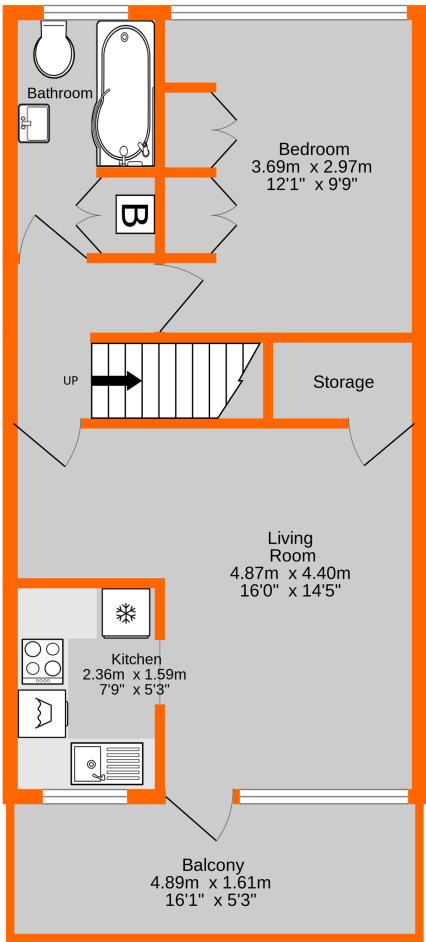 Bathroom
Bedroom
3.69m x 2.97m
12'1" x 9'9"
B
UP
Storage
Living
Room
4.87m x 4.40m
16'0" x 14'5"
Kitchen
2.36m x 1.59m
7'9" x 5'3"
Balcony
4.89m x 1.61m
16'1" x 5'3"